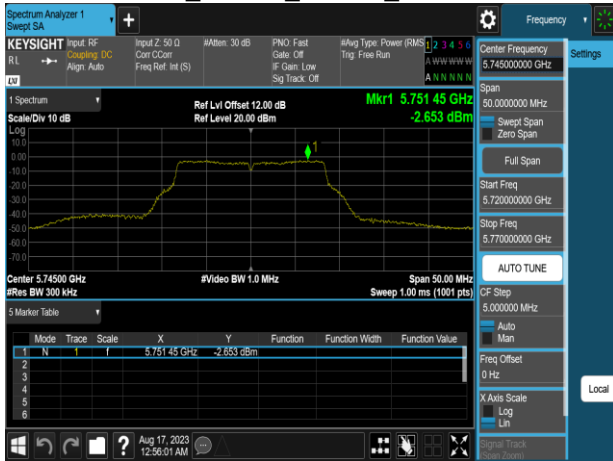 Spectrum Analyzer 1
Swept SA
Frequency
KEYSIGHT
RL
LXI
Input: RF
Coupling: DC
Align: Auto
Input Z: 50 Ω
Corr CCorr
Freq Ref: Int (S)
#Atten: 30 dB
PNO: Fast
Gate: Off
IF Gain: Low
Sig Track: Off
#Avg Type: Power (RMS
Trig: Free Run
1 2 3 4 5 6
A W W W W W
A N N N N N
1 Spectrum
Scale/Div 10 dB
Log
Ref Lvl Offset 12.00 dB
Ref Level 20.00 dBm
Mkr1 5.751 45 GHz
-2.653 dBm
1
10.0
0.00
-10.0
-20.0
-30.0
-40.0
-50.0
-60.0
-70.0
Center 5.74500 GHz
#Res BW 300 kHz
#Video BW 1.0 MHz
Span 50.00 MHz
Sweep 1.00 ms (1001 pts)
5 Marker Table
Mode Trace Scale X Y Function Function Width Function Value
1 N 1 f 5.751 45 GHz -2.653 dBm
2
3
4
5
6
Aug 17, 2023
12:56:01 AM
Center Frequency
5.745000000 GHz
Span
50.0000000 MHz
Swept Span
Zero Span
Full Span
Start Freq
5.720000000 GHz
Stop Freq
5.770000000 GHz
AUTO TUNE
CF Step
5.000000 MHz
Auto
Man
Freq Offset
0 Hz
X Axis Scale
Log
Lin
Signal Track
(Span Zoom)
Settings
Local